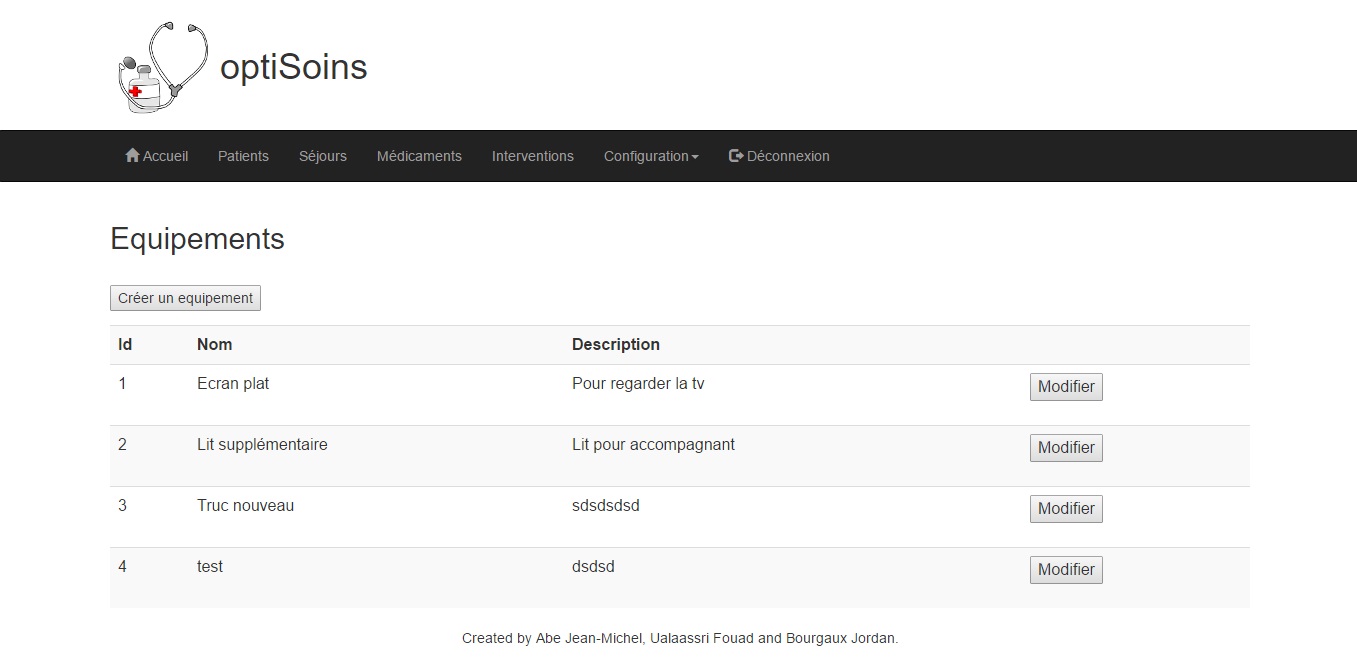 optiSoins
Accueil Patients Séjours Médicaments Interventions Configuration Déconnexion
Equipements
Créer un equipement
Id Nom Description
1 Ecran plat Pour regarder la tv Modifier
2 Lit supplémentaire Lit pour accompagnant Modifier
3 Truc nouveau sdsdsdsd Modifier
4 test dsdsd Modifier
Created by Abe Jean-Michel, Ualaassri Fouad and Bourgaux Jordan.